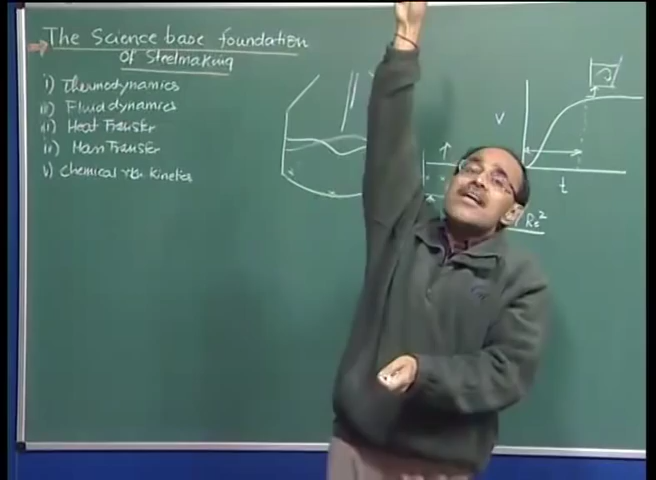 The Science base foundation
of Steelmaking
i) Thermodynamics
ii) Fluid dynamics
iii) Heat Transfer
iv) Mass Transfer
v) Chemical rxn Kinetics
V
t
Re²